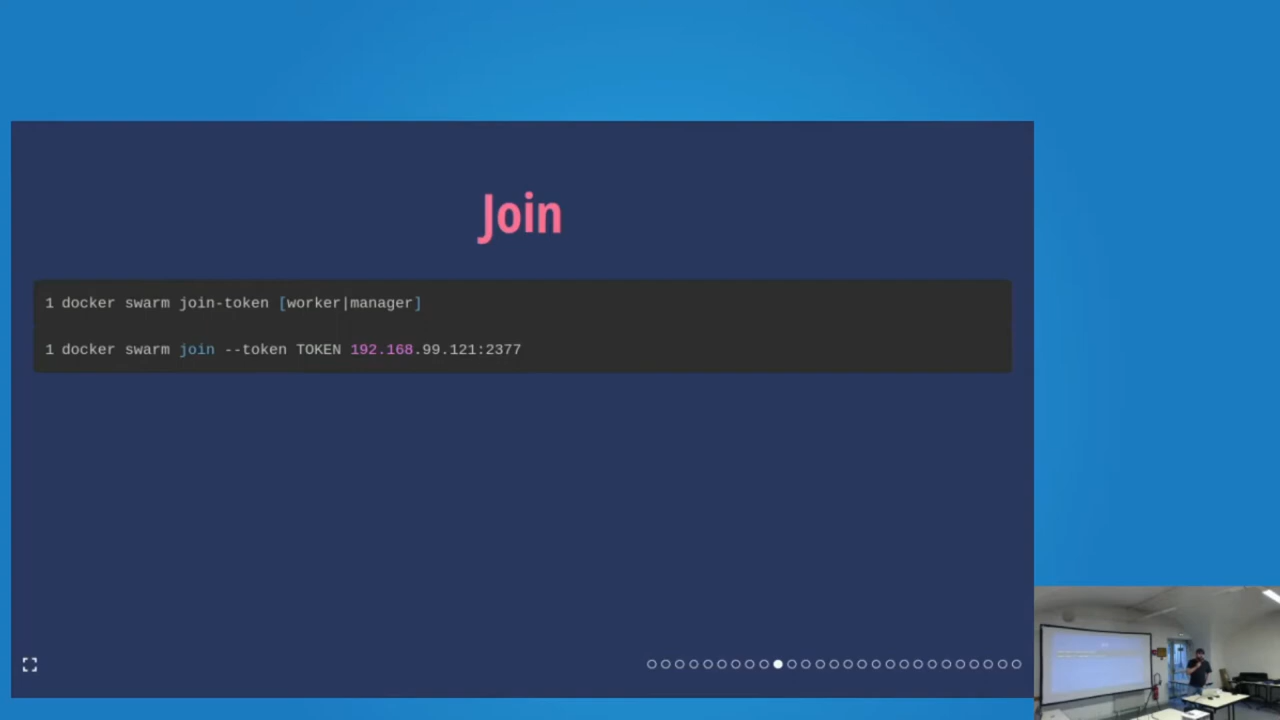 Join
1 docker swarm join-token [worker|manager]
1 docker swarm join --token TOKEN 192.168.99.121:2377